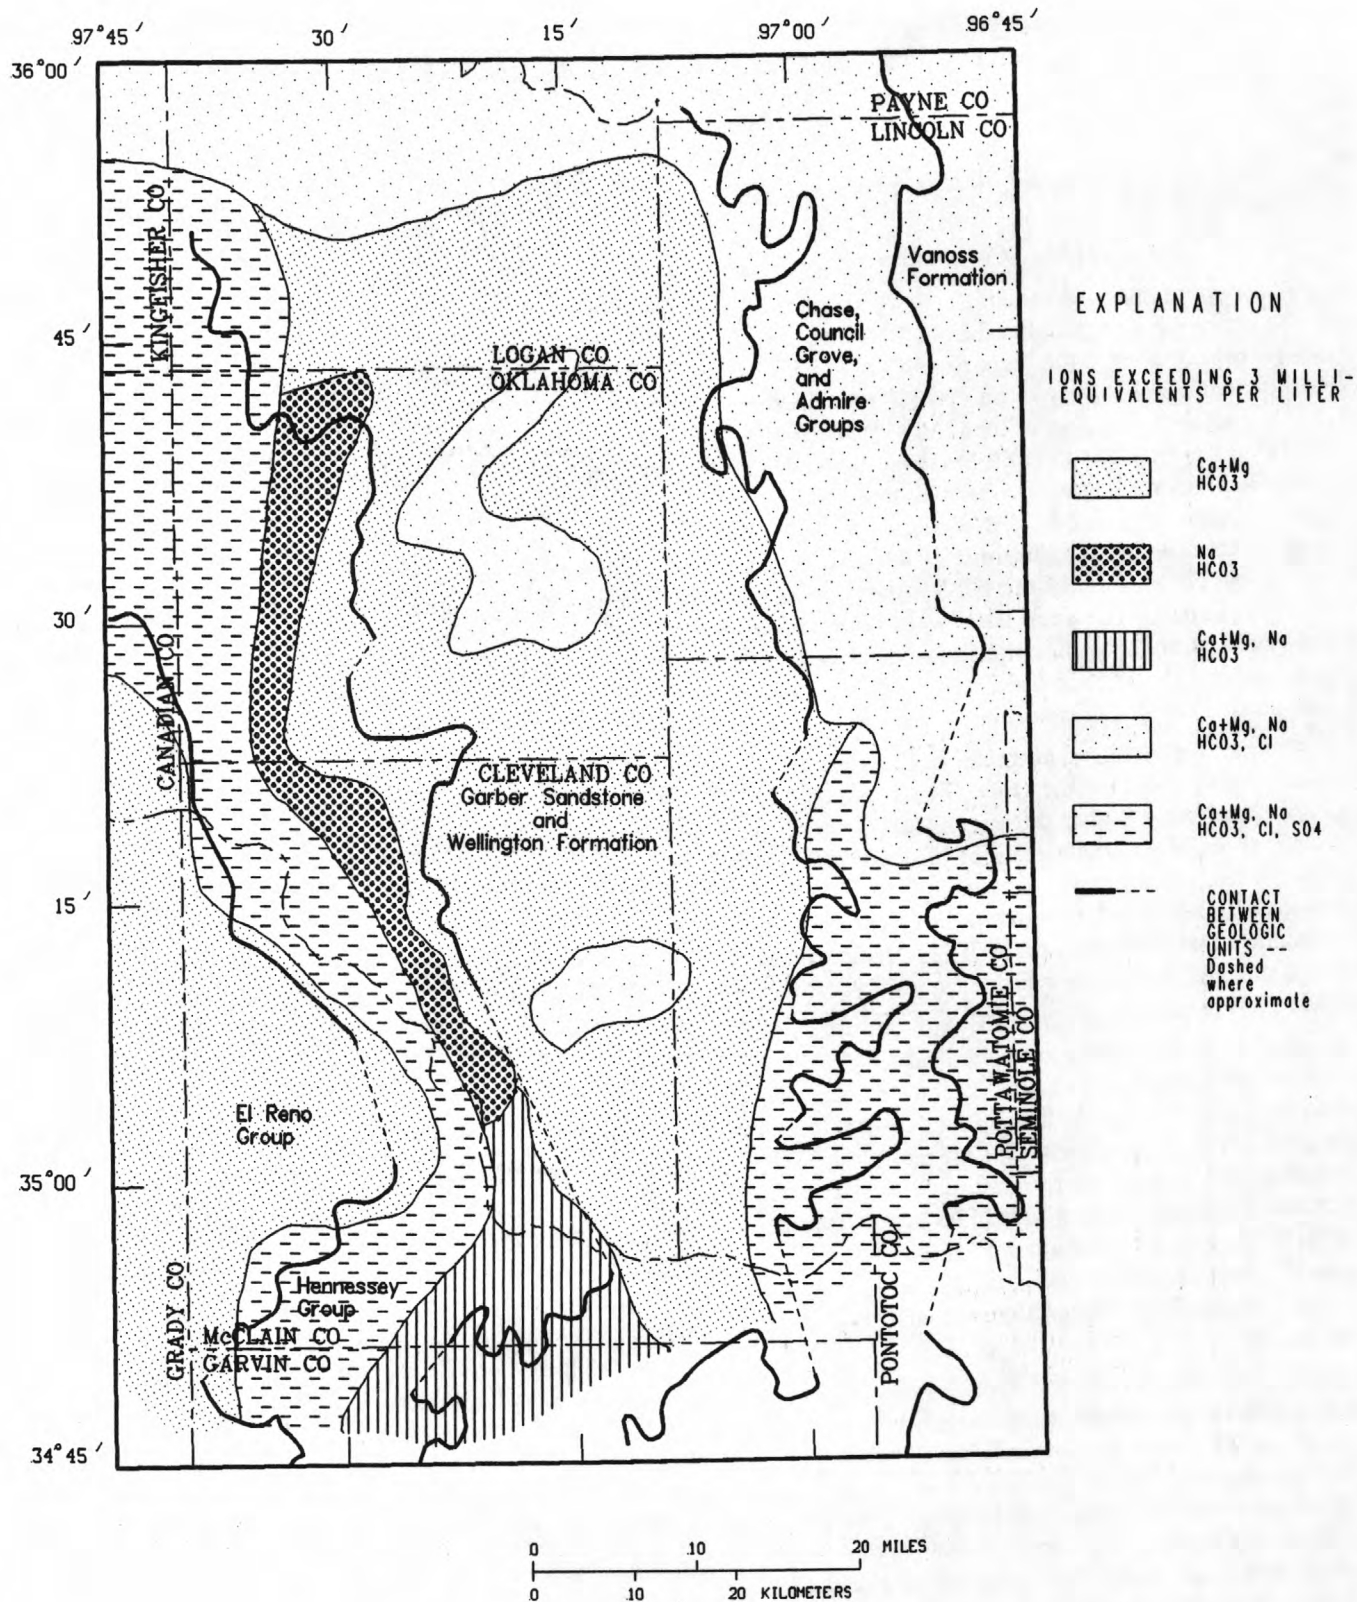 97°45′
30′
15′
97°00′
96°45′
36°00′
45′
30′
15′
35°00′
34°45′
PAYNE CO
LINCOLN CO
KINGFISHER CO
LOGAN CO
OKLAHOMA CO
Vanoss
Formation
Chase,
Council
Grove,
and
Admire
Groups
CANADIAN CO
CLEVELAND CO
Garber Sandstone
and
Wellington Formation
POTTAWATOMIE CO
SEMINOLE CO
El Reno
Group
Hennessey
Group
GRADY CO
McCLAIN CO
GARVIN CO
PONTOTOC CO
EXPLANATION
IONS EXCEEDING 3 MILLI-
EQUIVALENTS PER LITER
Ca+Mg
HCO3
Na
HCO3
Ca+Mg, Na
HCO3
Ca+Mg, Na
HCO3, Cl
Ca+Mg, Na
HCO3, Cl, SO4
CONTACT
BETWEEN
GEOLOGIC
UNITS --
Dashed
where
approximate
0 10 20 MILES
0 10 20 KILOMETERS